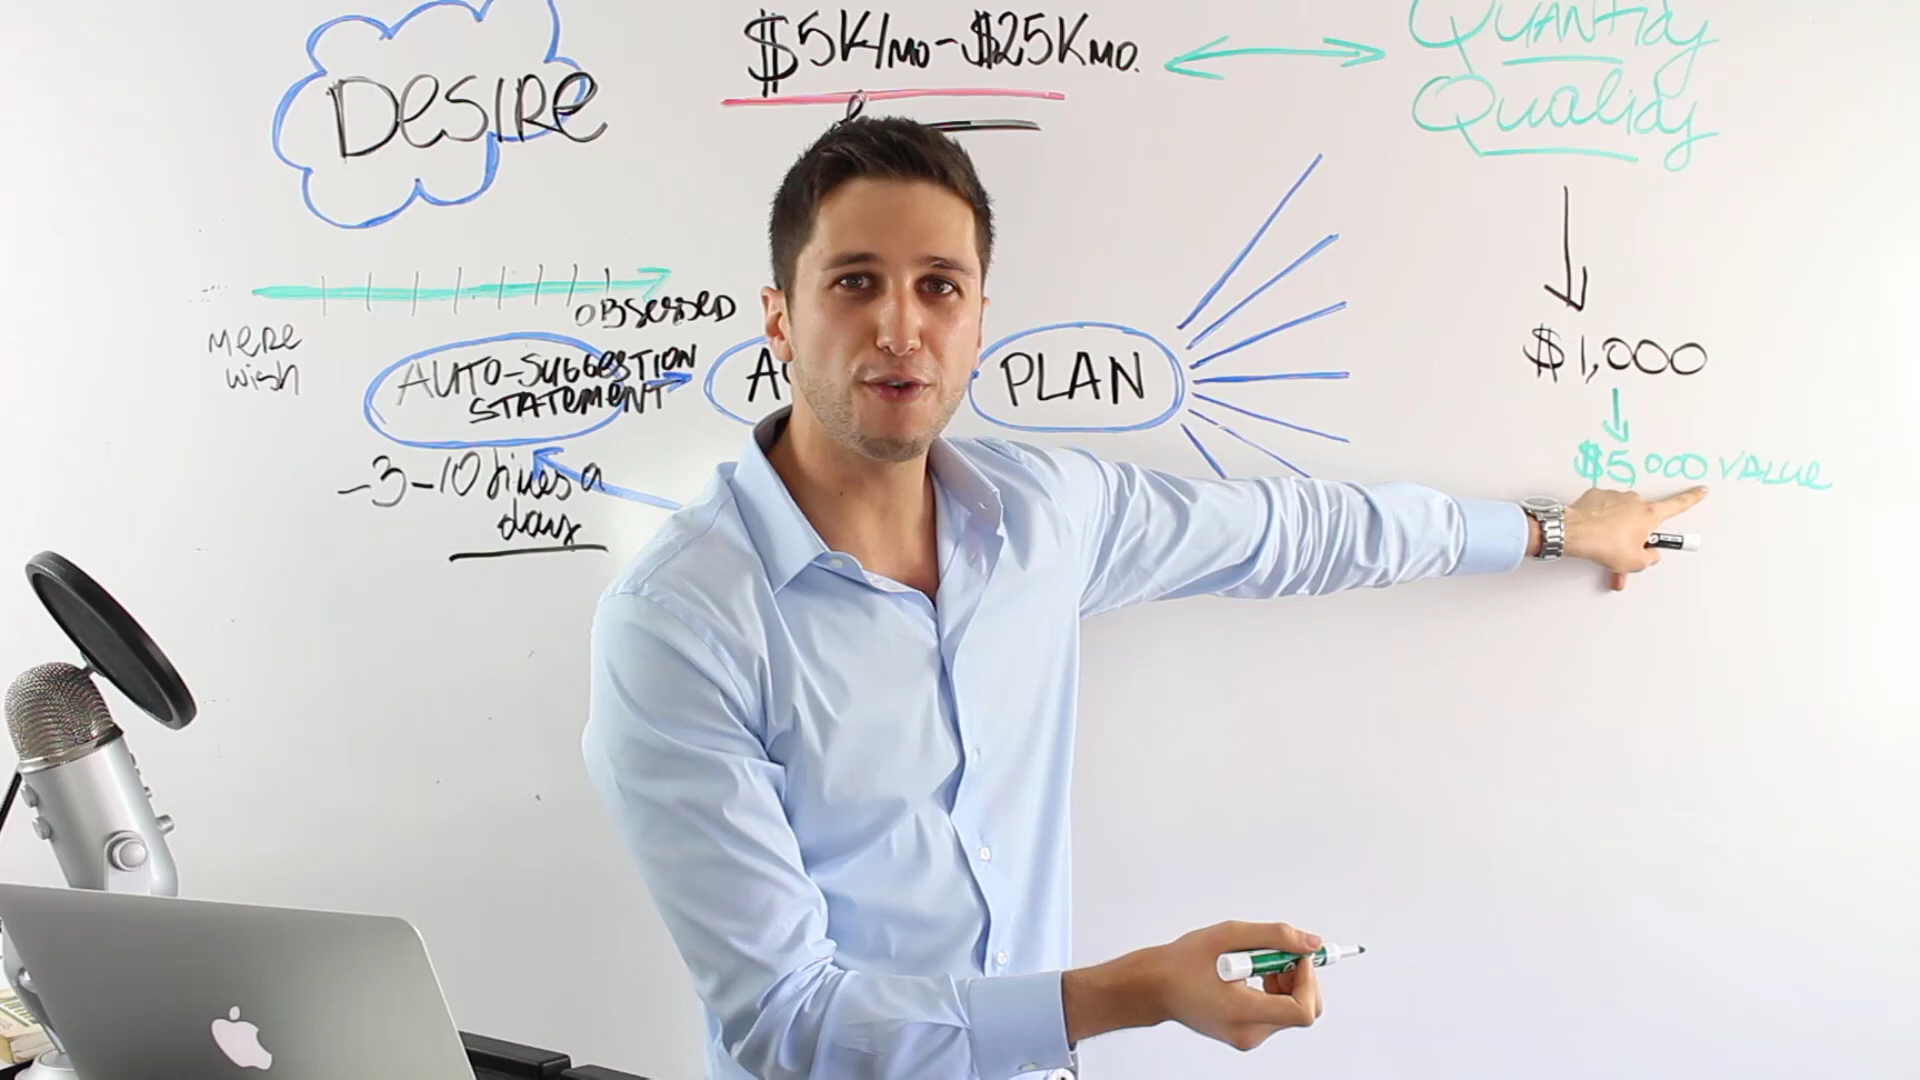 DESIRE
$5K/MO-$25K MO.
QUANTITY
Quality
MERE
wish
OBSESSED
AUTO-SUGGESTION
STATEMENT
PLAN
-3-10 times a
day
$1,000
$5,000 VALUE